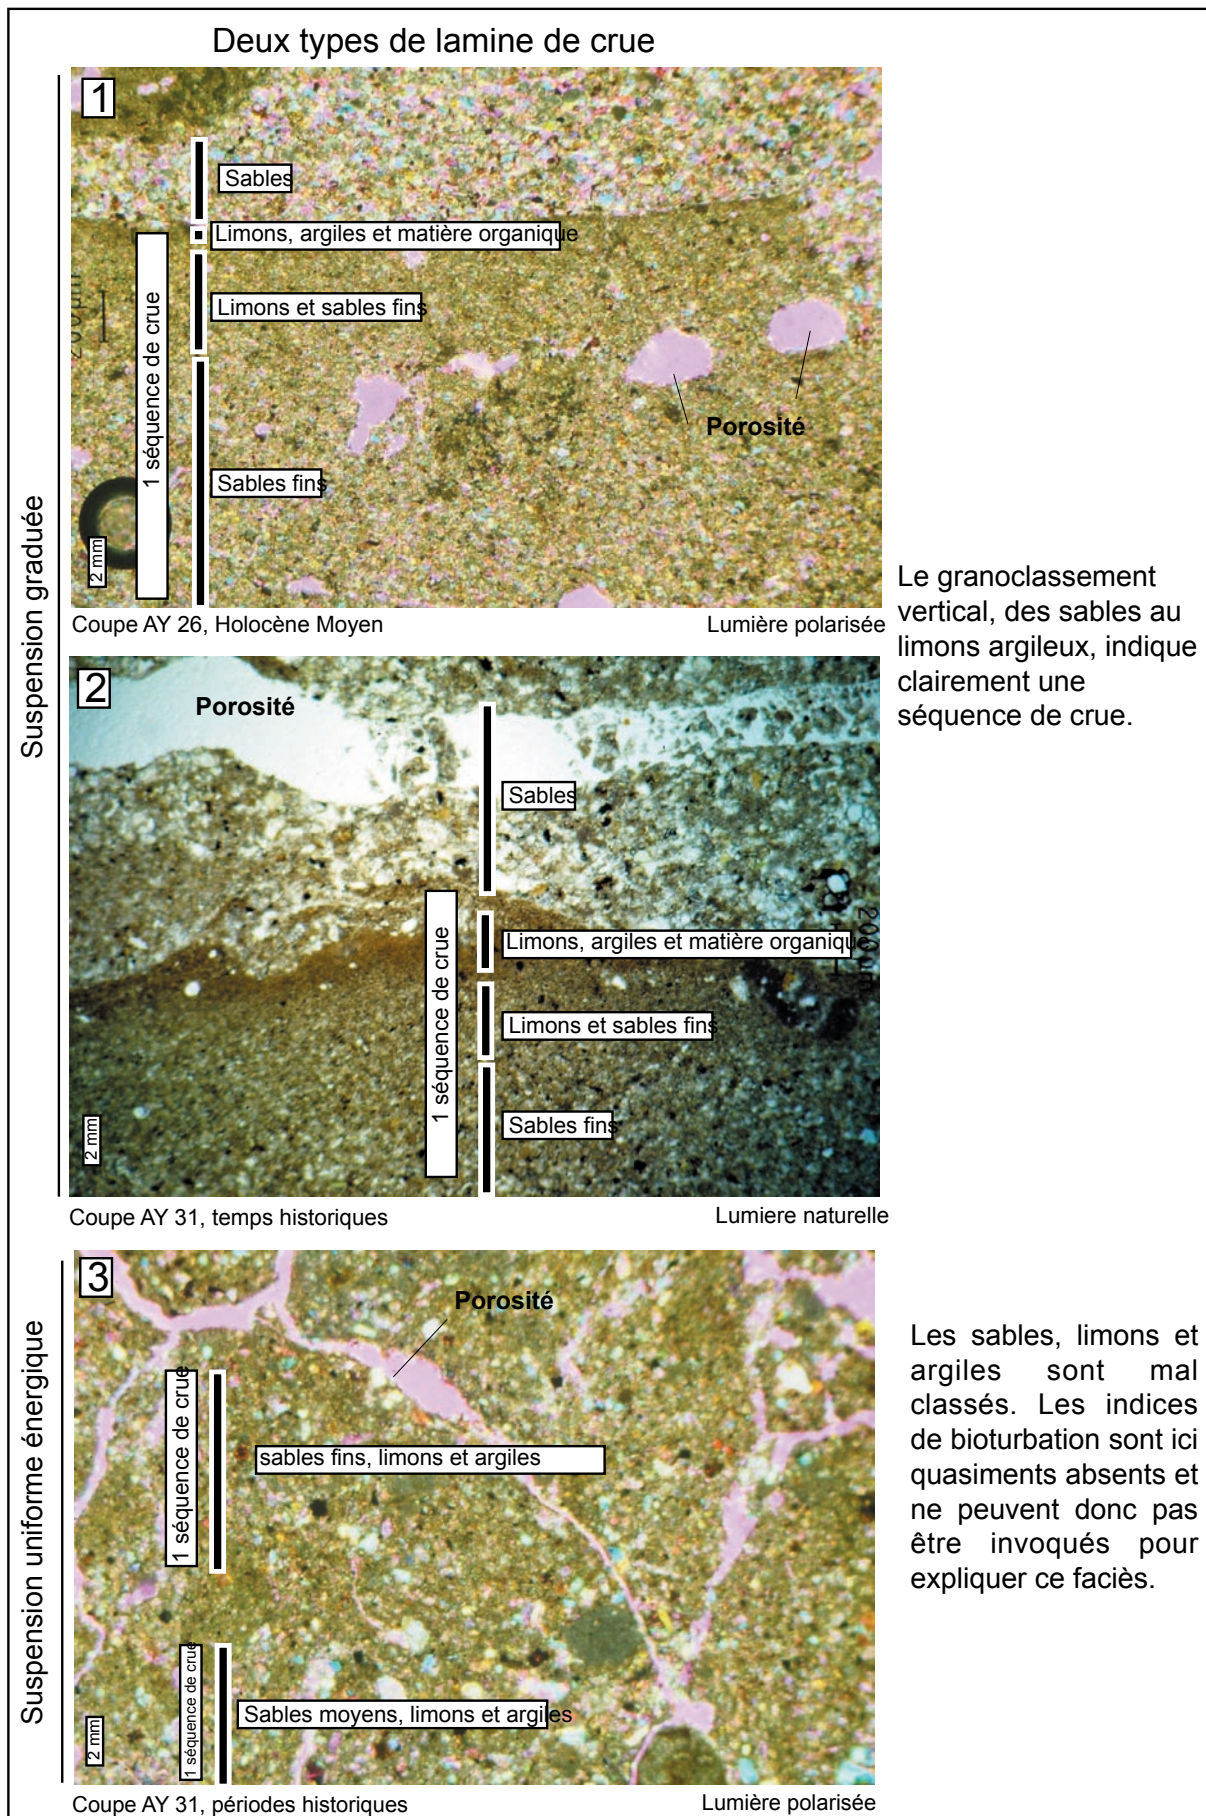 Deux types de lamine de crue
Suspension graduée
1
Sables
Limons, argiles et matière organique
Limons et sables fins
1 séquence de crue
Porosité
Sables fins
2 mm
Coupe AY 26, Holocène Moyen
Lumière polarisée
Le granoclassement
vertical, des sables au
limons argileux, indique
clairement une
séquence de crue.
2
Porosité
Sables
1 séquence de crue
Limons, argiles et matière organique
Limons et sables fins
Sables fins
2 mm
Coupe AY 31, temps historiques
Lumiere naturelle
Suspension uniforme énergique
3
Porosité
1 séquence de crue
sables fins, limons et argiles
1 séquence de crue
Sables moyens, limons et argiles
2 mm
Coupe AY 31, périodes historiques
Lumière polarisée
Les sables, limons et
argiles sont mal
classés. Les indices
de bioturbation sont ici
quasiments absents et
ne peuvent donc pas
être invoqués pour
expliquer ce faciès.